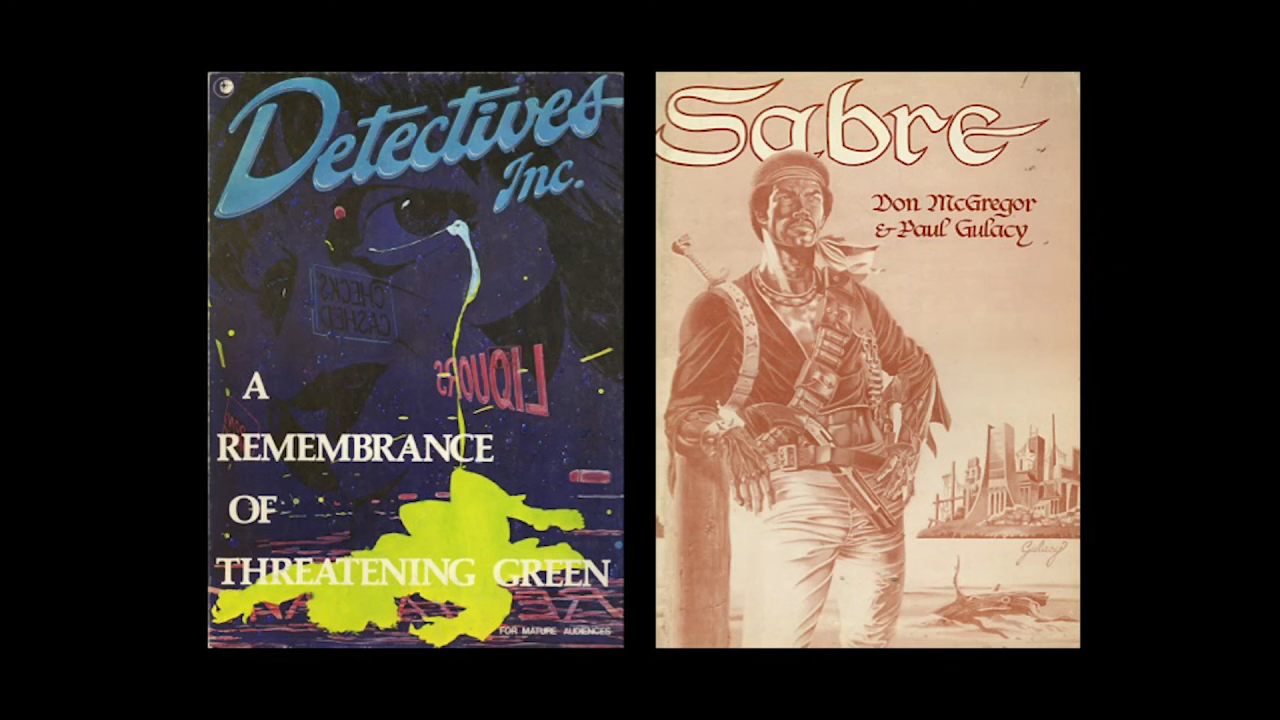 Detectives
Inc.
CHECKS
CASHED
LIQUORS
A
REMEMBRANCE
OF
THREATENING GREEN
FOR MATURE AUDIENCES
Sabre
Don McGregor
& Paul Gulacy
Gulacy